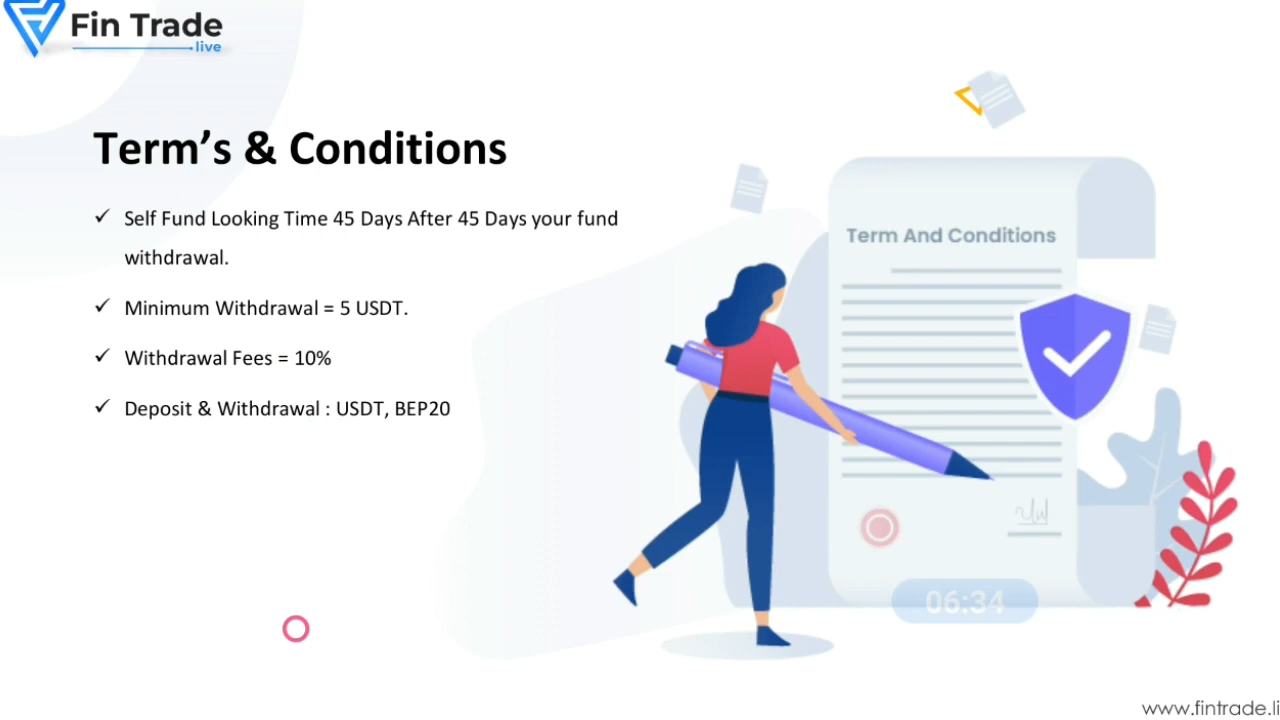 Fin Trade
live
Term's & Conditions
✓ Self Fund Looking Time 45 Days After 45 Days your fund
withdrawal.
✓ Minimum Withdrawal = 5 USDT.
✓ Withdrawal Fees = 10%
✓ Deposit & Withdrawal : USDT, BEP20
Term And Conditions
06:34
www.fintrade.li